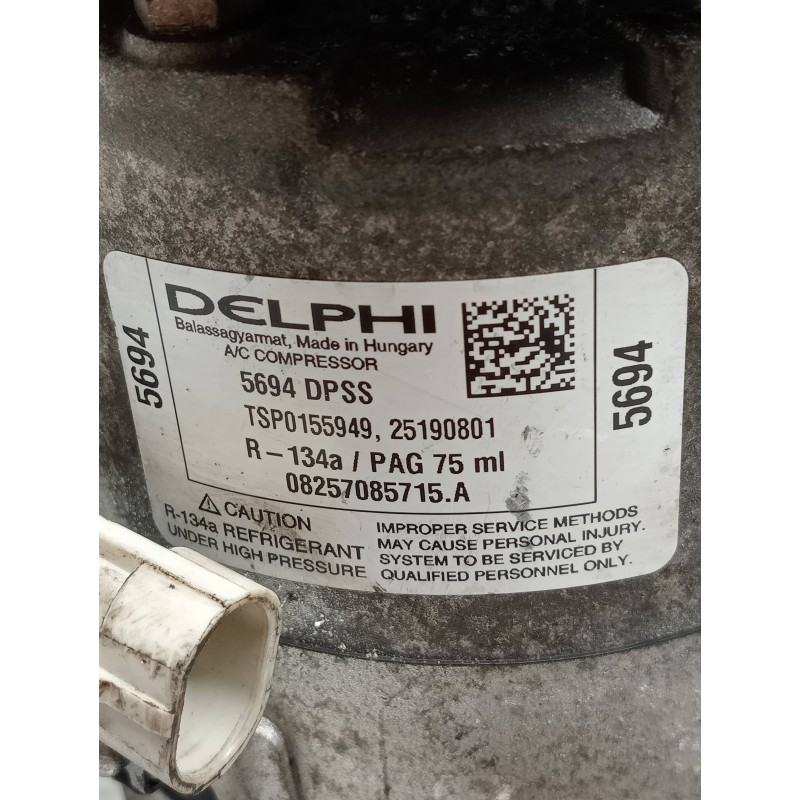 DELPHI
Balassagyarmat, Made in Hungary
A/C COMPRESSOR
5694 DPSS
TSP0155949, 25190801
R-134a / PAG 75 ml
08257085715.A
5694
5694
CAUTION
R-134a REFRIGERANT
UNDER HIGH PRESSURE
IMPROPER SERVICE METHODS
MAY CAUSE PERSONAL INJURY.
SYSTEM TO BE SERVICED BY
QUALIFIED PERSONNEL ONLY.